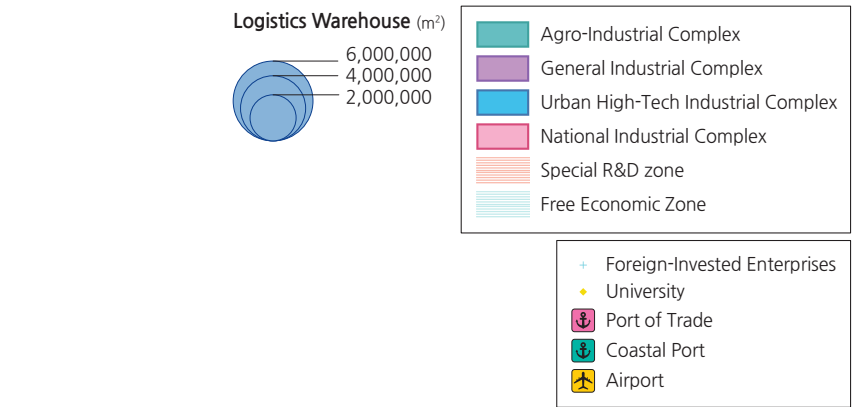 Logistics Warehouse (m²)
6,000,000
4,000,000
2,000,000
Agro-Industrial Complex
General Industrial Complex
Urban High-Tech Industrial Complex
National Industrial Complex
Special R&D zone
Free Economic Zone
Foreign-Invested Enterprises
University
Port of Trade
Coastal Port
Airport